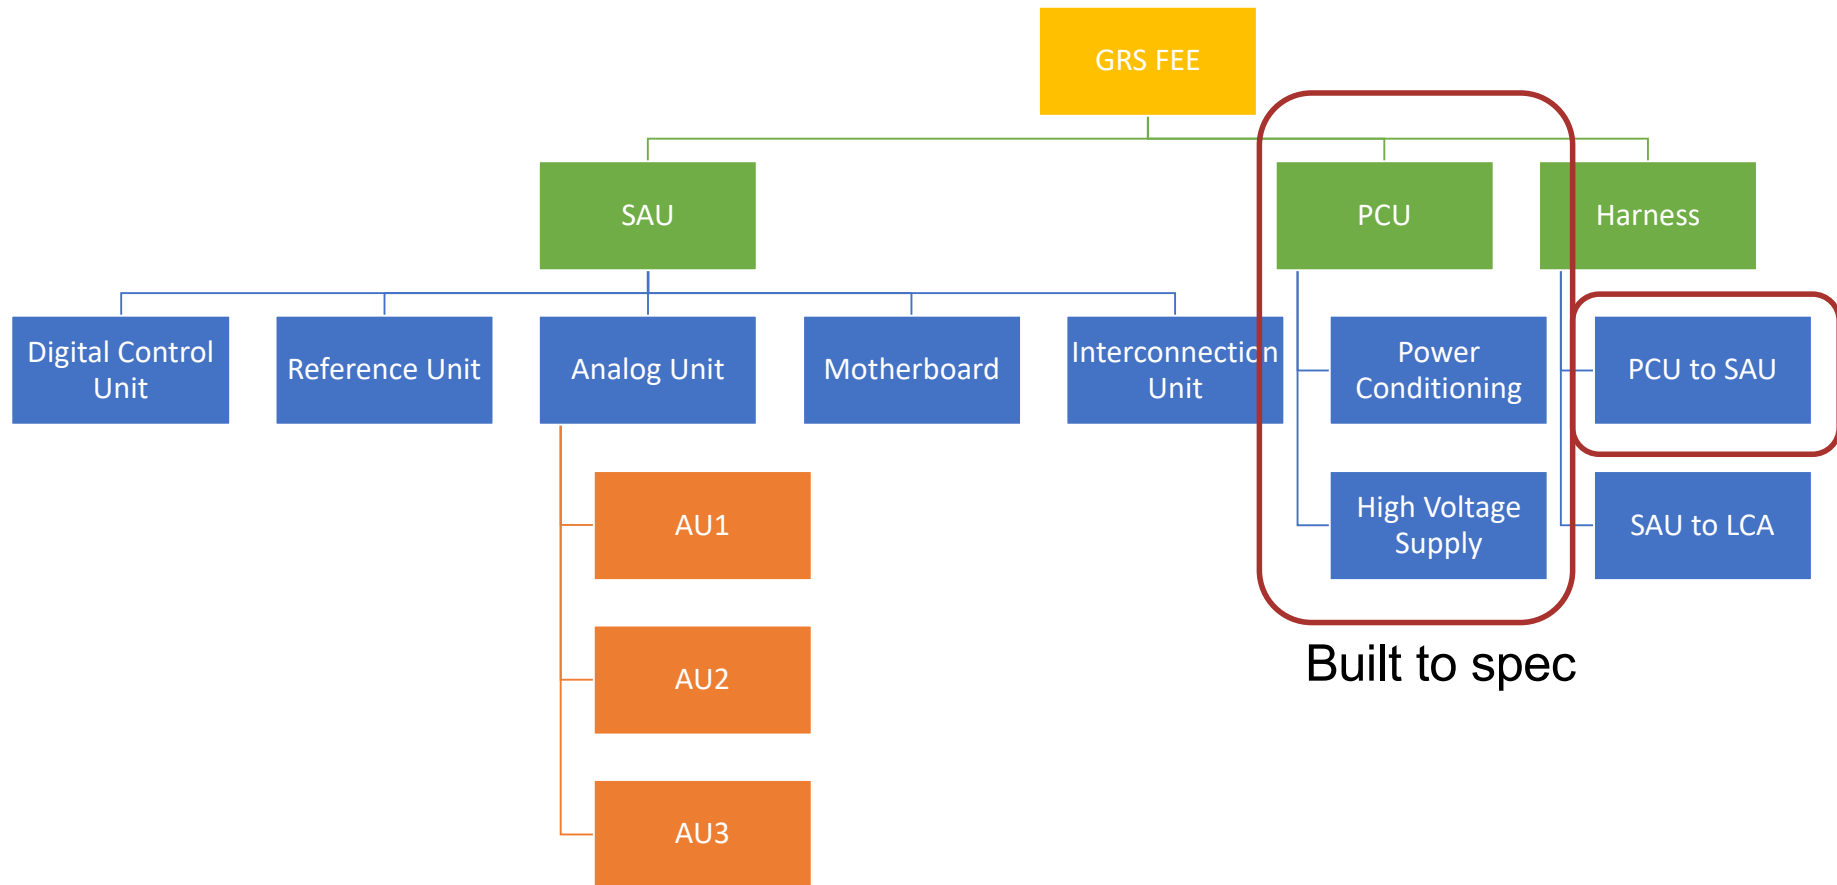 GRS FEE
SAU
PCU
Harness
Digital Control
Unit
Reference Unit
Analog Unit
Motherboard
Interconnection
Unit
Power
Conditioning
PCU to SAU
AU1
High Voltage
Supply
SAU to LCA
AU2
Built to spec
AU3